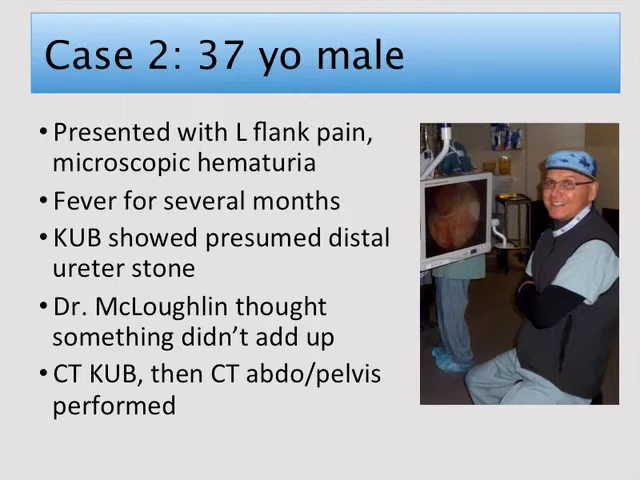 Case 2: 37 yo male
• Presented with L flank pain,
microscopic hematuria
• Fever for several months
• KUB showed presumed distal
ureter stone
• Dr. McLoughlin thought
something didn’t add up
• CT KUB, then CT abdo/pelvis
performed